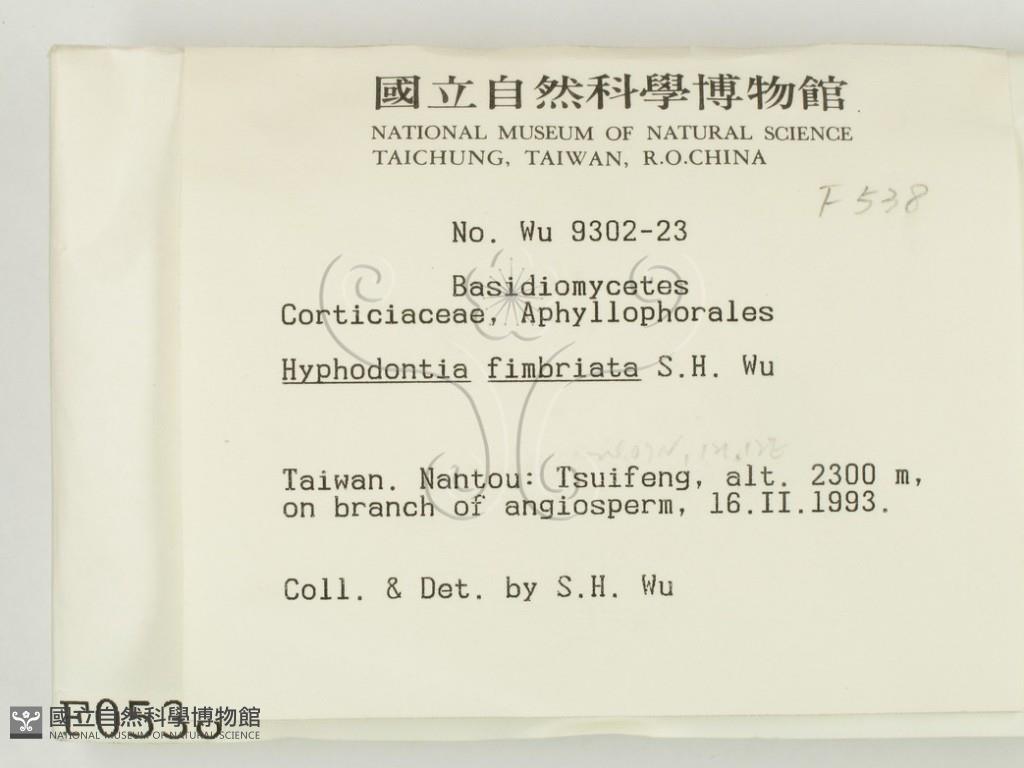 國立自然科學博物館
NATIONAL MUSEUM OF NATURAL SCIENCE
TAICHUNG, TAIWAN, R.O.CHINA
F 538
No. Wu 9302-23
Basidiomycetes
Corticiaceae, Aphyllophorales
Hyphodontia fimbriata S.H. Wu
Taiwan. Nantou: Tsuifeng, alt. 2300 m,
on branch of angiosperm, 16.II.1993.
Coll. & Det. by S.H. Wu
國立自然科學博物館
NATIONAL MUSEUM OF NATURAL SCIENCE